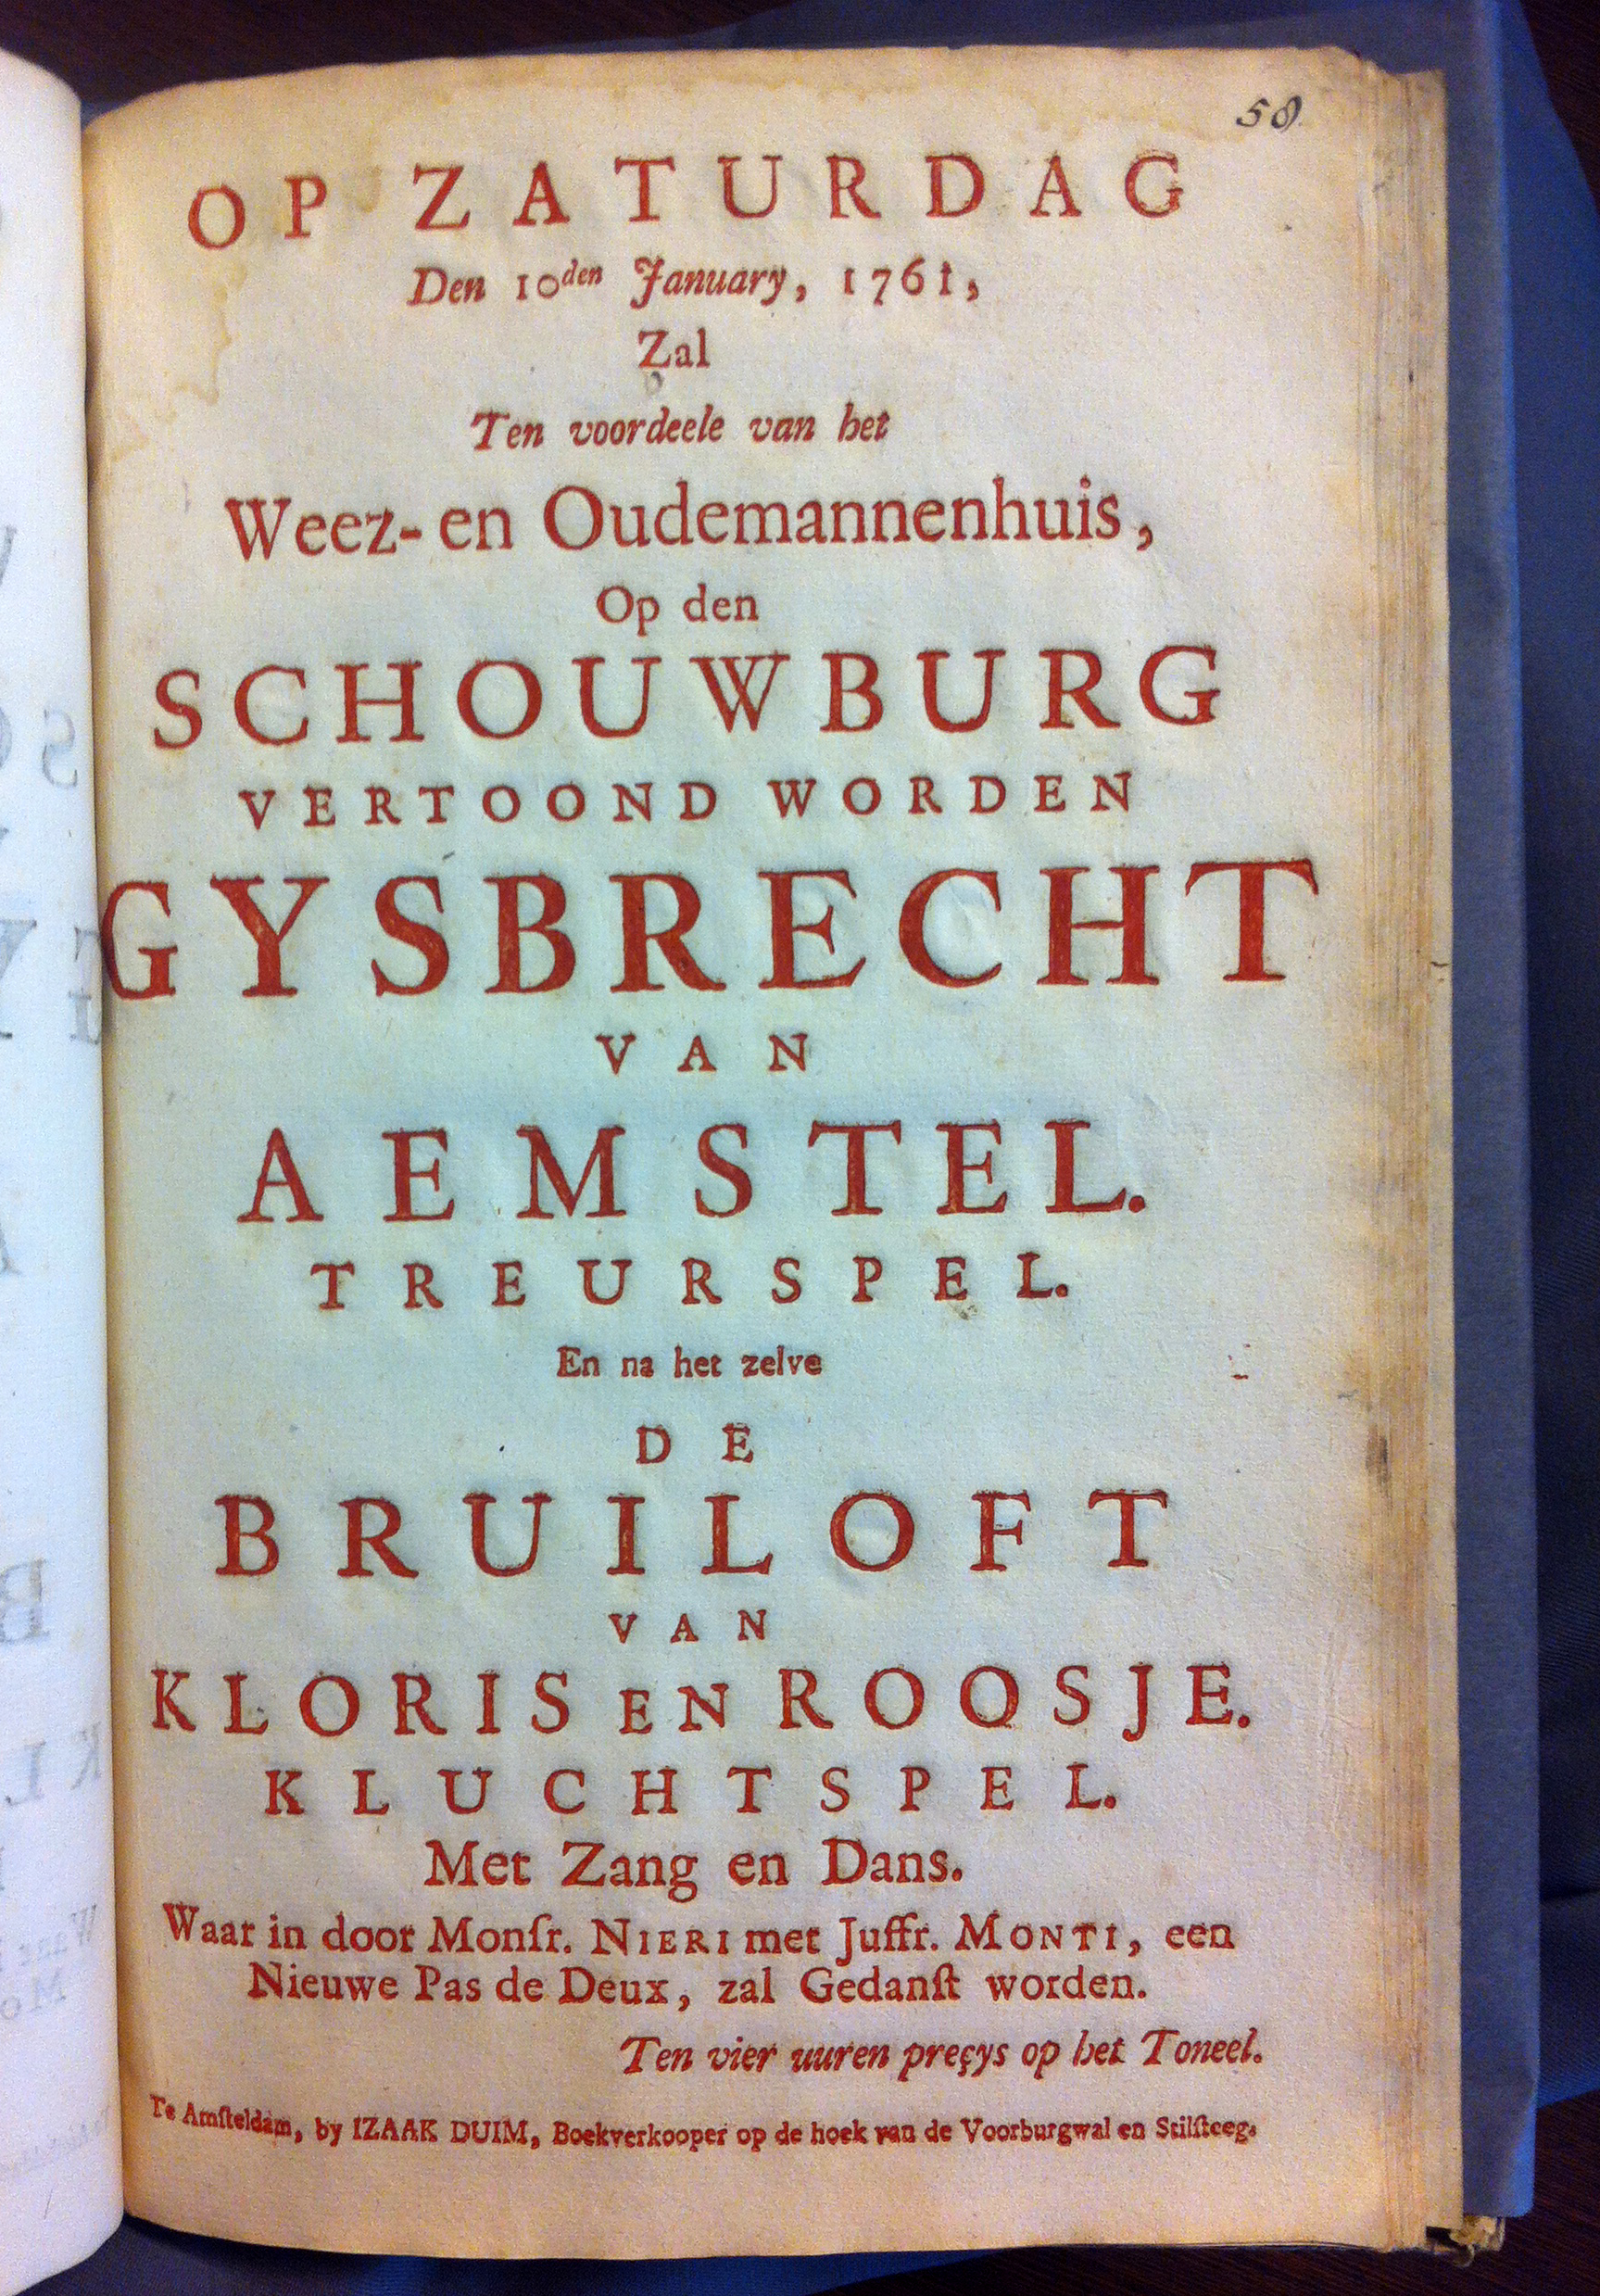 58
OP ZATURDAG
Den 10den January, 1761,
Zal
Ten voordeele van het
Weez- en Oudemannenhuis,
Op den
SCHOUWBURG
VERTOOND WORDEN
GYSBRECHT
VAN
AEMSTEL.
TREURSPEL.
En na het zelve
DE
BRUILOFT
VAN
KLORIS EN ROOSJE.
KLUCHTSPEL.
Met Zang en Dans.
Waar in door Monſr. NIERI met Juffr. MONTI, een
Nieuwe Pas de Deux, zal Gedanſt worden.
Ten vier uuren preçys op het Toneel.
Te Amſteldam, by IZAAK DUIM, Boekverkooper op de hoek van de Voorburgwal en Stilſteeg.